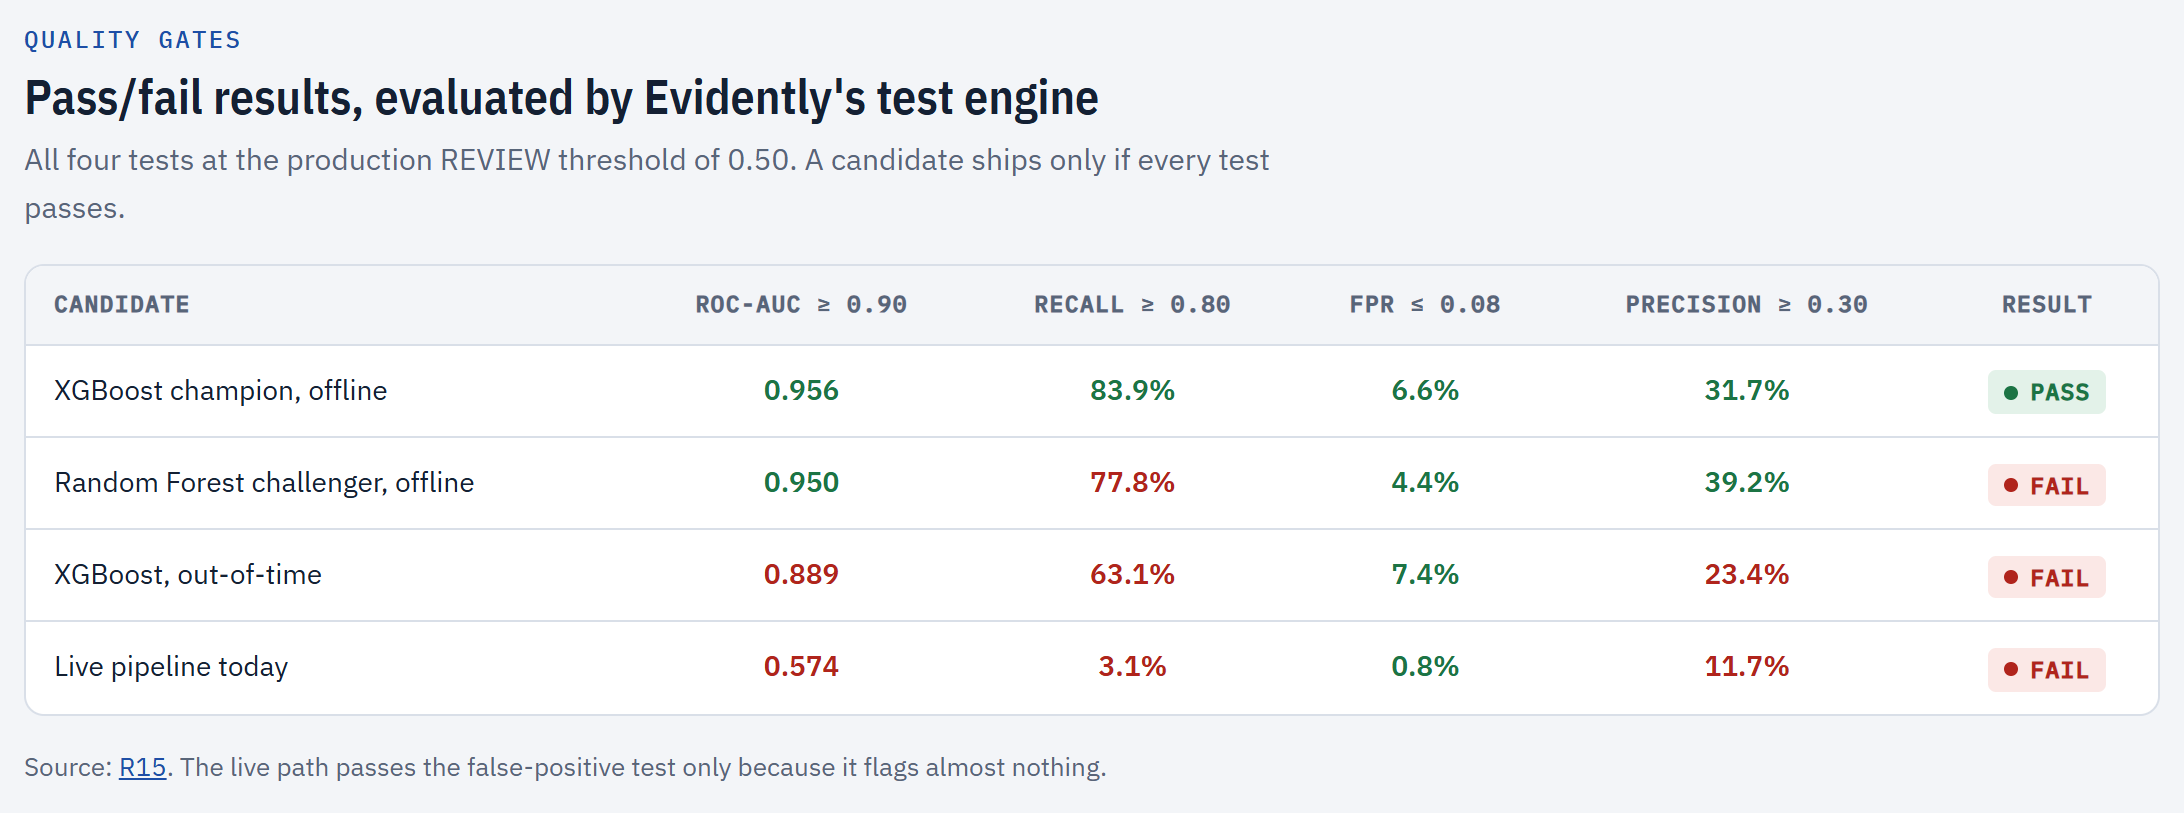 QUALITY GATES
Pass/fail results, evaluated by Evidently's test engine
All four tests at the production REVIEW threshold of 0.50. A candidate ships only if every test
passes.
CANDIDATE ROC-AUC ≥ 0.90 RECALL ≥ 0.80 FPR ≤ 0.08 PRECISION ≥ 0.30 RESULT
XGBoost champion, offline 0.956 83.9% 6.6% 31.7% PASS
Random Forest challenger, offline 0.950 77.8% 4.4% 39.2% FAIL
XGBoost, out-of-time 0.889 63.1% 7.4% 23.4% FAIL
Live pipeline today 0.574 3.1% 0.8% 11.7% FAIL
Source: R15. The live path passes the false-positive test only because it flags almost nothing.